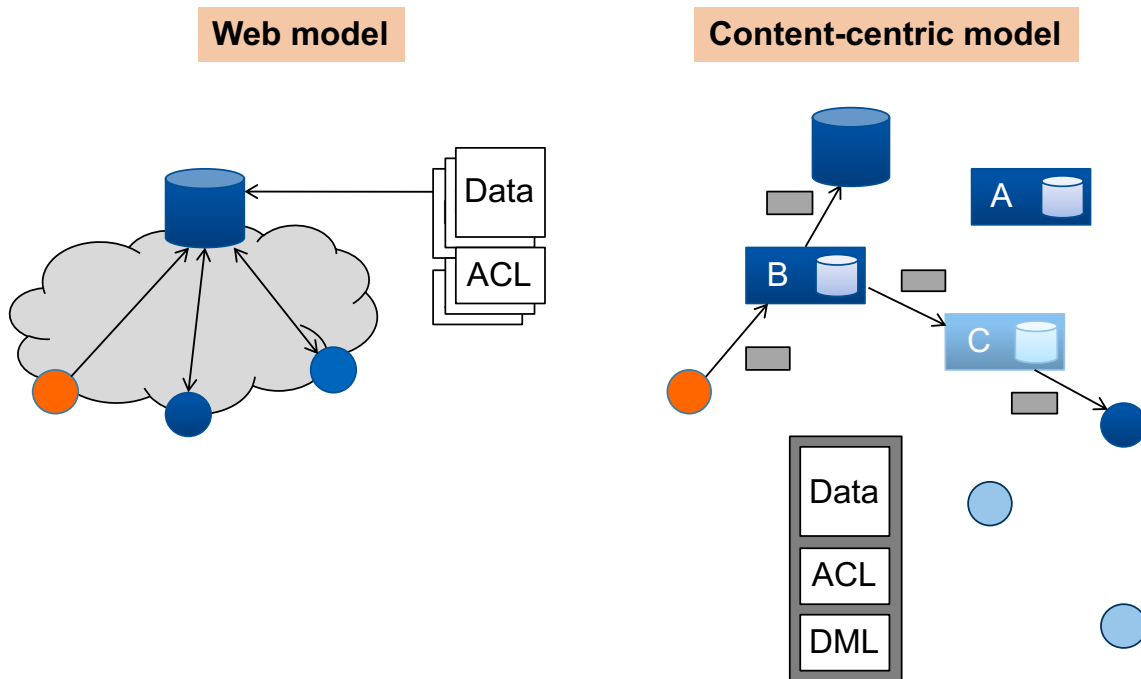 Web model
Content-centric model
Data
ACL
A
B
C
Data
ACL
DML